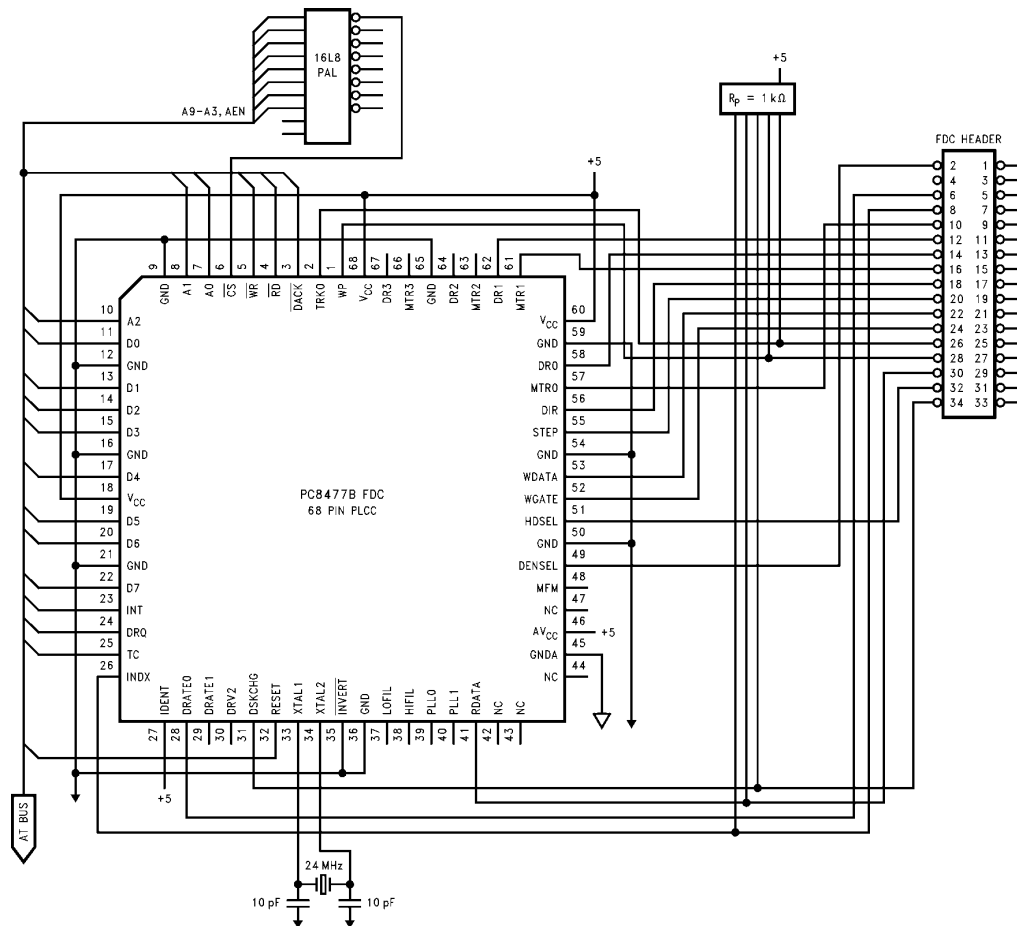 16L8
PAL
A9-A3, AEN
+5
Rp = 1 kΩ
FDC HEADER
2 1
4 3
6 5
8 7
10 9
12 11
14 13
16 15
18 17
20 19
22 21
24 23
26 25
28 27
30 29
32 31
34 33
+5
9 8 7 6 5 4 3 2 1 68 67 66 65 64 63 62 61
GND A1 A0 CS WR RD DACK TRK0 WP VCC DR3 MTR3 GND DR2 MTR2 DR1 MTR1
10 A2
11 D0
12 GND
13 D1
14 D2
15 D3
16 GND
17 D4
18 VCC
19 D5
20 D6
21 GND
22 D7
23 INT
24 DRQ
25 TC
26 INDX
PC8477B FDC
68 PIN PLCC
VCC 60
GND 59
DR0 58
MTR0 57
DIR 56
STEP 55
GND 54
WDATA 53
WGATE 52
HDSEL 51
GND 50
DENSEL 49
MFM 48
NC 47
AVCC 46 +5
GNDA 45
NC 44
IDENT DRATE0 DRATE1 DRV2 DSKCHG RESET XTAL1 XTAL2 INVERT GND LOFIL HIFIL PLL0 PLL1 RDATA NC NC
27 28 29 30 31 32 33 34 35 36 37 38 39 40 41 42 43
+5
AT BUS
24 MHz
10 pF 10 pF